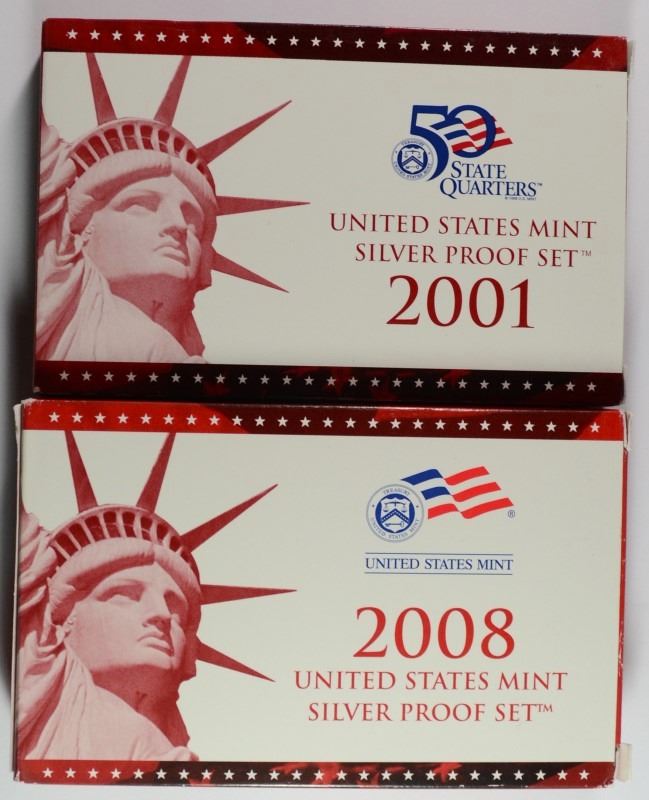 50
STATE
QUARTERS™
UNITED STATES MINT
SILVER PROOF SET™
2001
UNITED STATES MINT
2008
UNITED STATES MINT
SILVER PROOF SET™